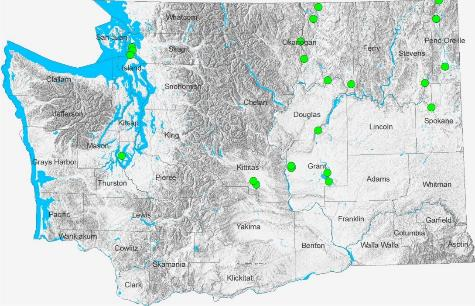 Whatcom
San Juan
Skagit
Okanogan
Ferry
Stevens
Pend Oreille
Island
Clallam
Snohomish
Chelan
Jefferson
Kitsap
King
Douglas
Lincoln
Spokane
Mason
Grays Harbor
Thurston
Pierce
Kittitas
Grant
Adams
Whitman
Pacific
Lewis
Yakima
Franklin
Garfield
Wahkiakum
Cowlitz
Benton
Walla Walla
Columbia
Asotin
Skamania
Klickitat
Clark